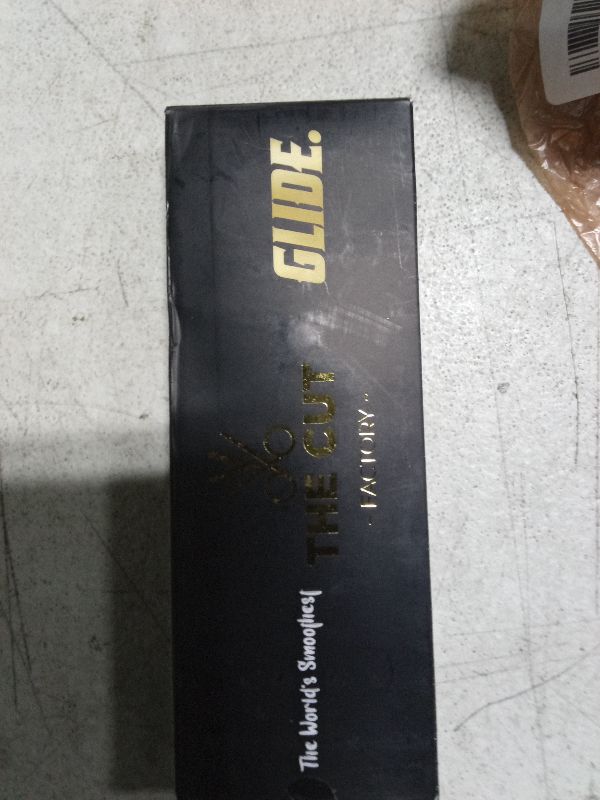 GLIDE.
THE CUT
- FACTORY -
The World's Smoothest